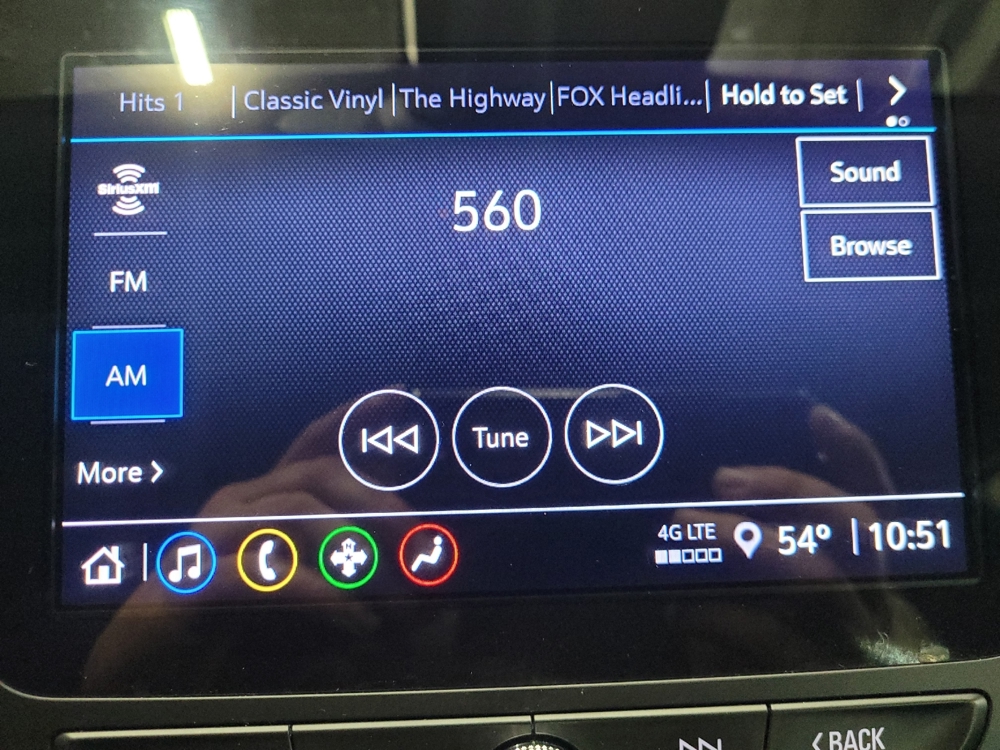 Hits 1 Classic Vinyl The Highway FOX Headli... Hold to Set
SiriusXM
560
Sound
Browse
FM
AM
Tune
More
4G LTE 54° 10:51
N
BACK